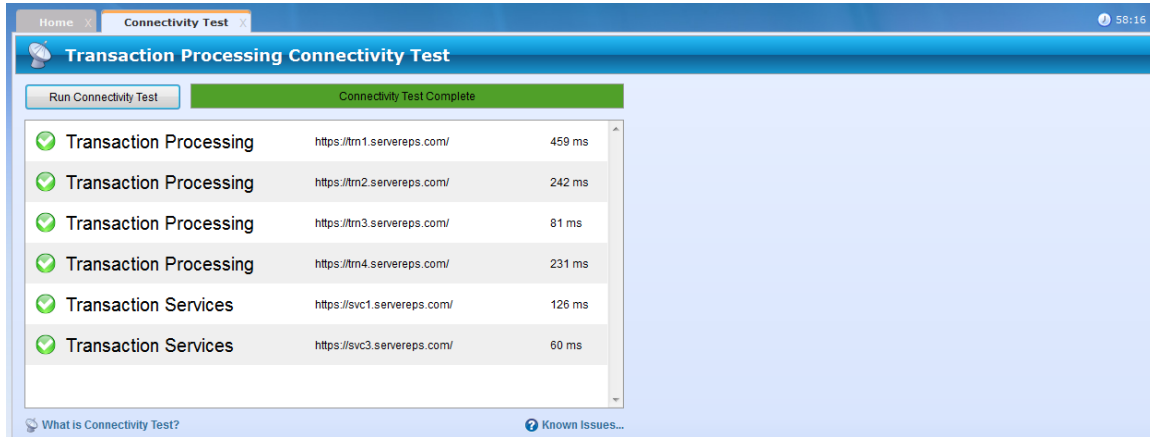 Home X Connectivity Test X 58:16
Transaction Processing Connectivity Test
Run Connectivity Test Connectivity Test Complete
Transaction Processing https://trn1.servereps.com/ 459 ms
Transaction Processing https://trn2.servereps.com/ 242 ms
Transaction Processing https://trn3.servereps.com/ 81 ms
Transaction Processing https://trn4.servereps.com/ 231 ms
Transaction Services https://svc1.servereps.com/ 126 ms
Transaction Services https://svc3.servereps.com/ 60 ms
What is Connectivity Test? Known Issues...